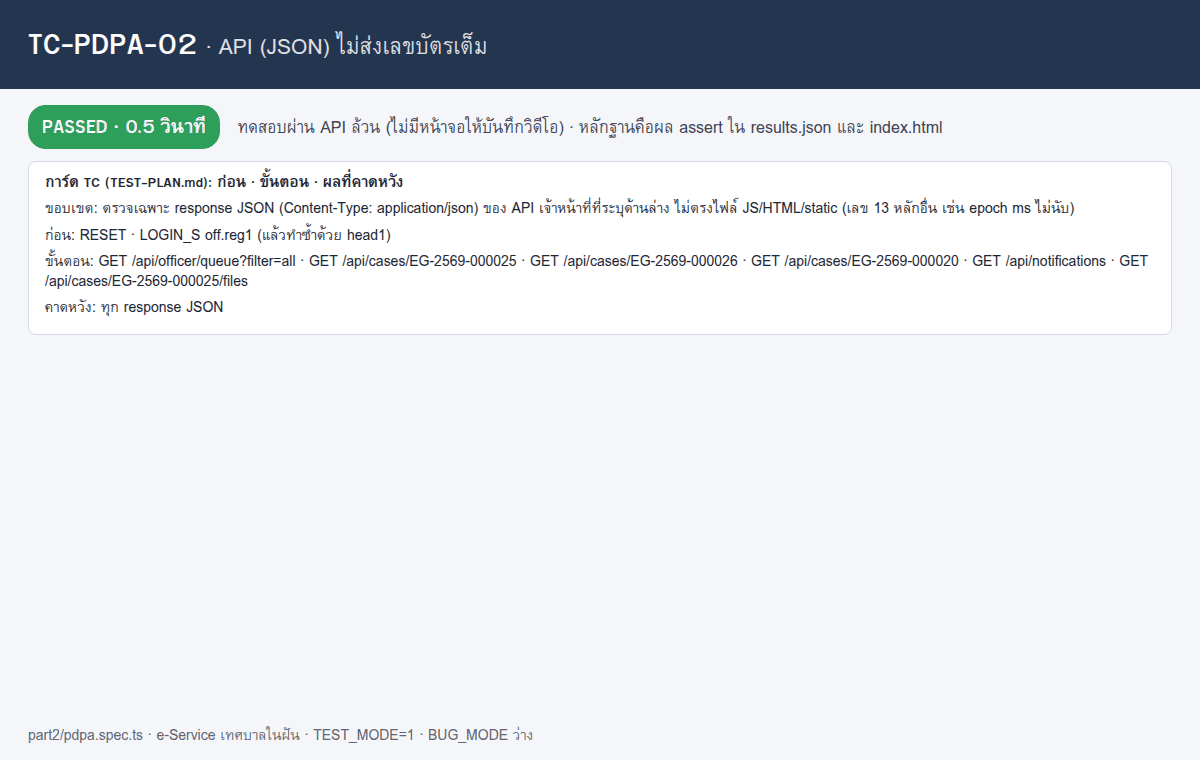 TC-PDPA-02 · API (JSON) ไม่ส่งเลขบัตรเต็ม
PASSED · 0.5 วินาที
ทดสอบผ่าน API ล้วน (ไม่มีหน้าจอให้บันทึกวิดีโอ) · หลักฐานคือผล assert ใน results.json และ index.html
การ์ด TC (TEST-PLAN.md): ก่อน · ขั้นตอน · ผลที่คาดหวัง
ขอบเขต: ตรวจเฉพาะ response JSON (Content-Type: application/json) ของ API เจ้าหน้าที่ที่ระบุด้านล่าง ไม่ตรงไฟล์ JS/HTML/static (เลข 13 หลักอื่น เช่น epoch ms ไม่นับ)
ก่อน: RESET · LOGIN_S off.reg1 (แล้วทำซ้ำด้วย head1)
ขั้นตอน: GET /api/officer/queue?filter=all · GET /api/cases/EG-2569-000025 · GET /api/cases/EG-2569-000026 · GET /api/cases/EG-2569-000020 · GET /api/notifications · GET
/api/cases/EG-2569-000025/files
คาดหวัง: ทุก response JSON
part2/pdpa.spec.ts · e-Service เทศบาลในฝัน · TEST_MODE=1 · BUG_MODE ว่าง